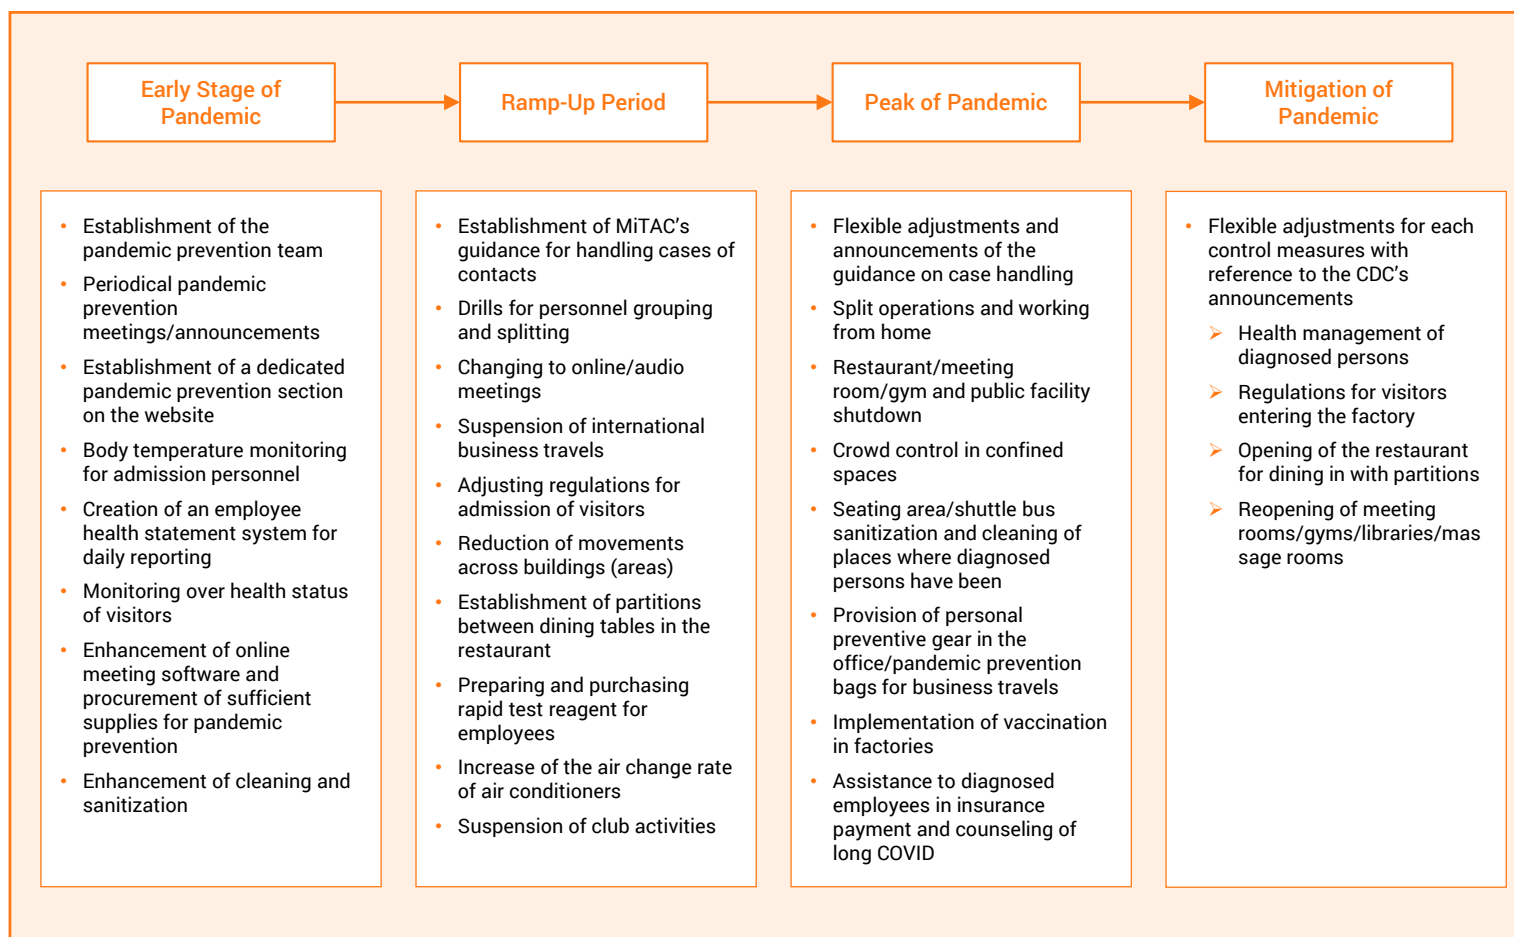 Early Stage of
Pandemic
Ramp-Up Period
Peak of Pandemic
Mitigation of
Pandemic
• Establishment of the
pandemic prevention team
• Periodical pandemic
prevention
meetings/announcements
• Establishment of a dedicated
pandemic prevention section
on the website
• Body temperature monitoring
for admission personnel
• Creation of an employee
health statement system for
daily reporting
• Monitoring over health status
of visitors
• Enhancement of online
meeting software and
procurement of sufficient
supplies for pandemic
prevention
• Enhancement of cleaning and
sanitization
• Establishment of MiTAC’s
guidance for handling cases of
contacts
• Drills for personnel grouping
and splitting
• Changing to online/audio
meetings
• Suspension of international
business travels
• Adjusting regulations for
admission of visitors
• Reduction of movements
across buildings (areas)
• Establishment of partitions
between dining tables in the
restaurant
• Preparing and purchasing
rapid test reagent for
employees
• Increase of the air change rate
of air conditioners
• Suspension of club activities
• Flexible adjustments and
announcements of the
guidance on case handling
• Split operations and working
from home
• Restaurant/meeting
room/gym and public facility
shutdown
• Crowd control in confined
spaces
• Seating area/shuttle bus
sanitization and cleaning of
places where diagnosed
persons have been
• Provision of personal
preventive gear in the
office/pandemic prevention
bags for business travels
• Implementation of vaccination
in factories
• Assistance to diagnosed
employees in insurance
payment and counseling of
long COVID
• Flexible adjustments for each
control measures with
reference to the CDC’s
announcements
➢ Health management of
diagnosed persons
➢ Regulations for visitors
entering the factory
➢ Opening of the restaurant
for dining in with partitions
➢ Reopening of meeting
rooms/gyms/libraries/mas
sage rooms